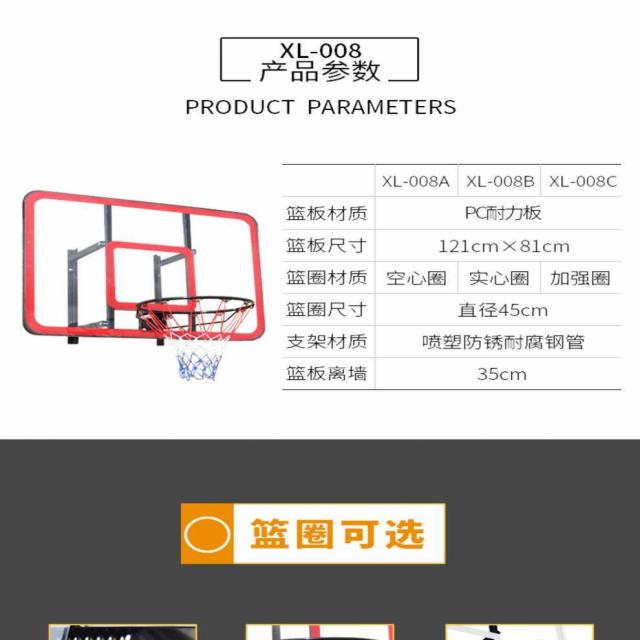 XL-008
产品参数
PRODUCT PARAMETERS
XL-008A XL-008B XL-008C
篮板材质 PC耐力板
篮板尺寸 121cm×81cm
篮圈材质 空心圈 实心圈 加强圈
篮圈尺寸 直径45cm
支架材质 喷塑防锈耐腐钢管
篮板离墙 35cm
篮圈可选